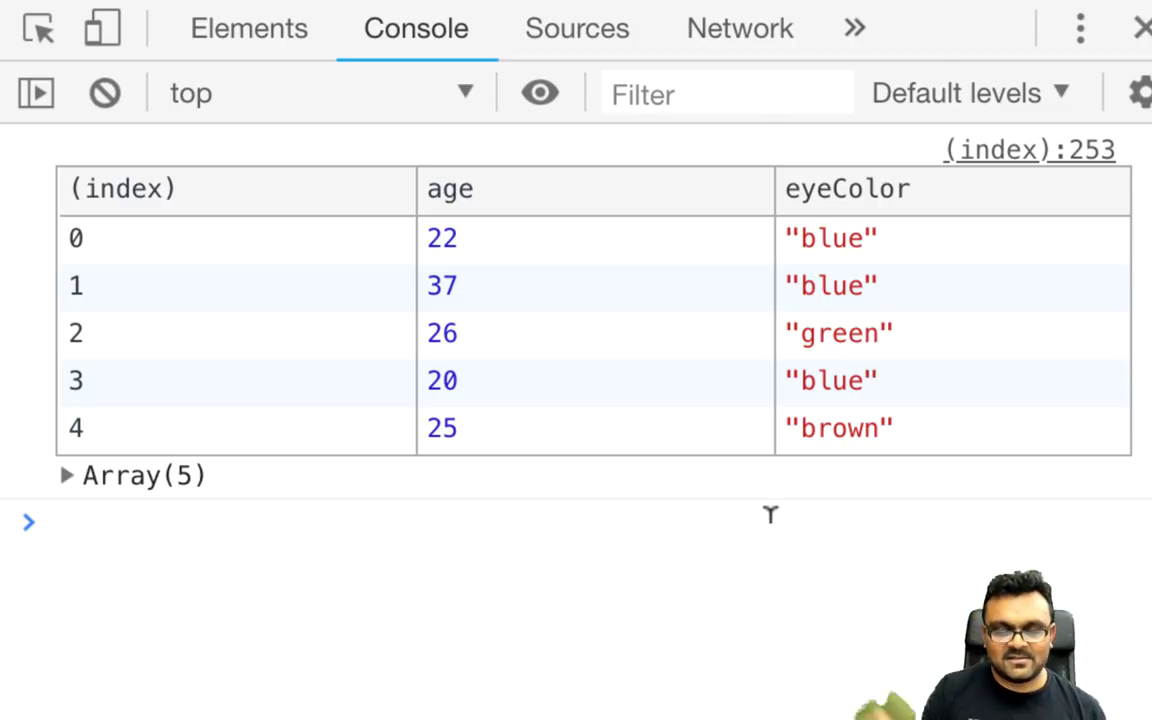 Elements Console Sources Network
top Filter Default levels
(index):253
(index) age eyeColor
0 22 "blue"
1 37 "blue"
2 26 "green"
3 20 "blue"
4 25 "brown"
Array(5)